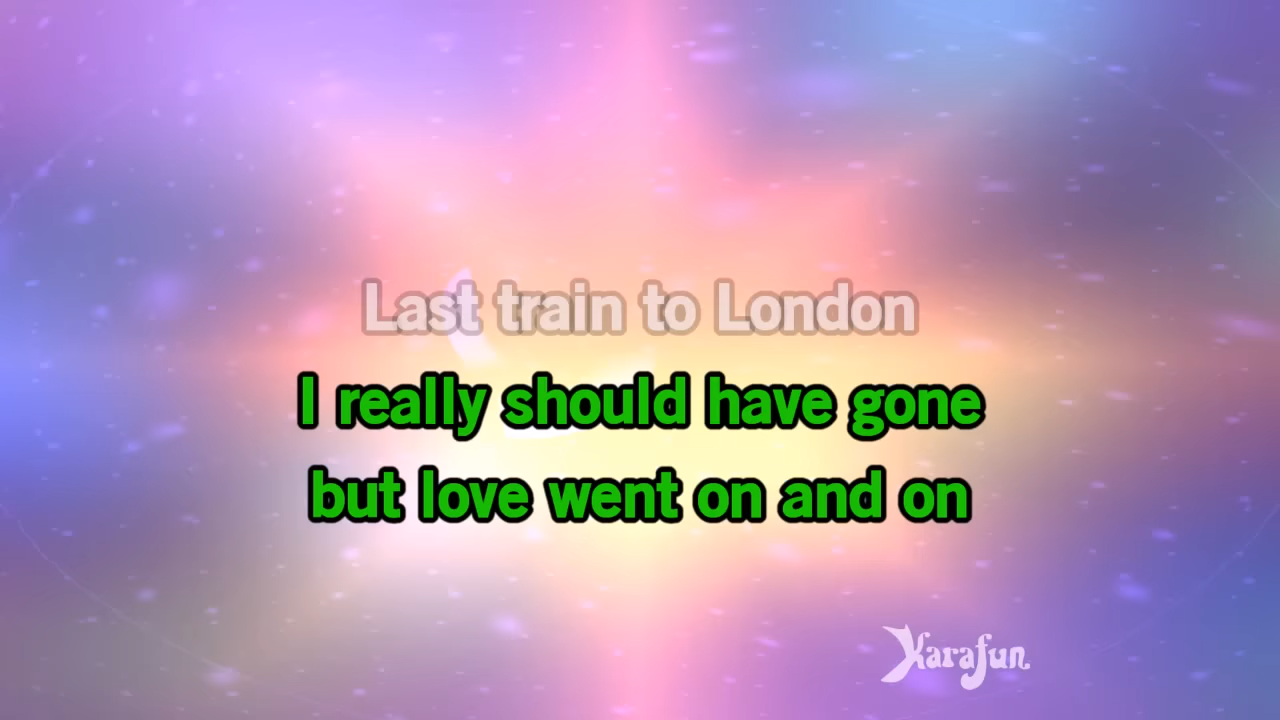 Last train to London
I really should have gone
but love went on and on
Karafun